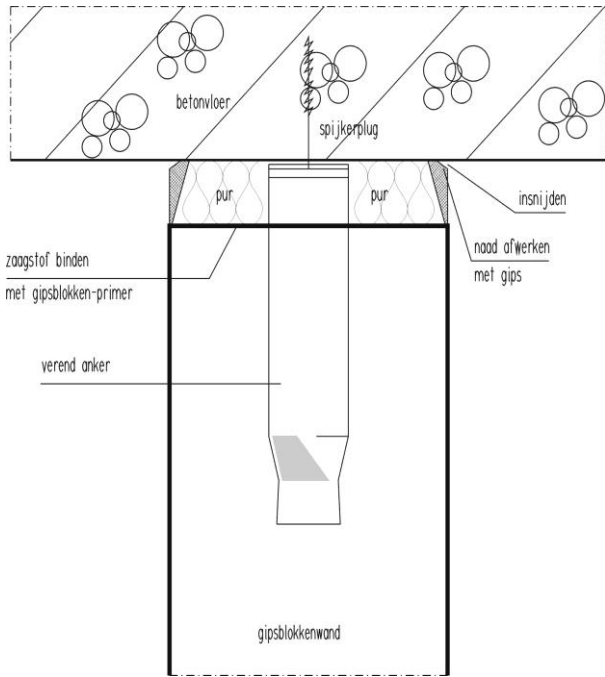 betonvloer
spijkerplug
pur
pur
insnijden
naad afwerken
met gips
zaagstof binden
met gipsblokken-primer
verend anker
gipsblokkenwand